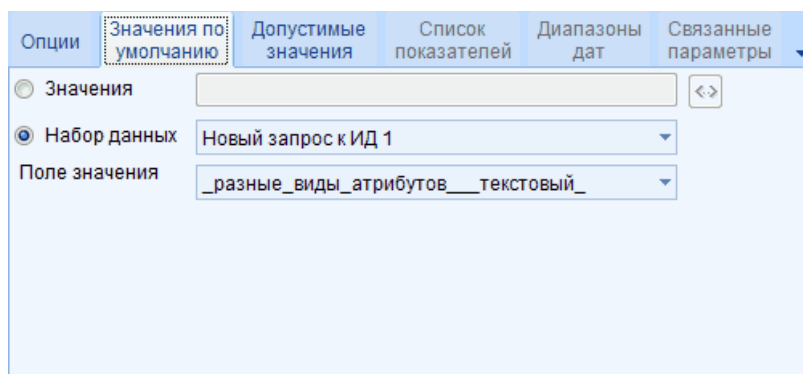 Опции
Значения по
умолчанию
Допустимые
значения
Список
показателей
Диапазоны
дат
Связанные
параметры
Значения
Набор данных
Новый запрос к ИД 1
Поле значения
_разные_виды_атрибутов___текстовый_